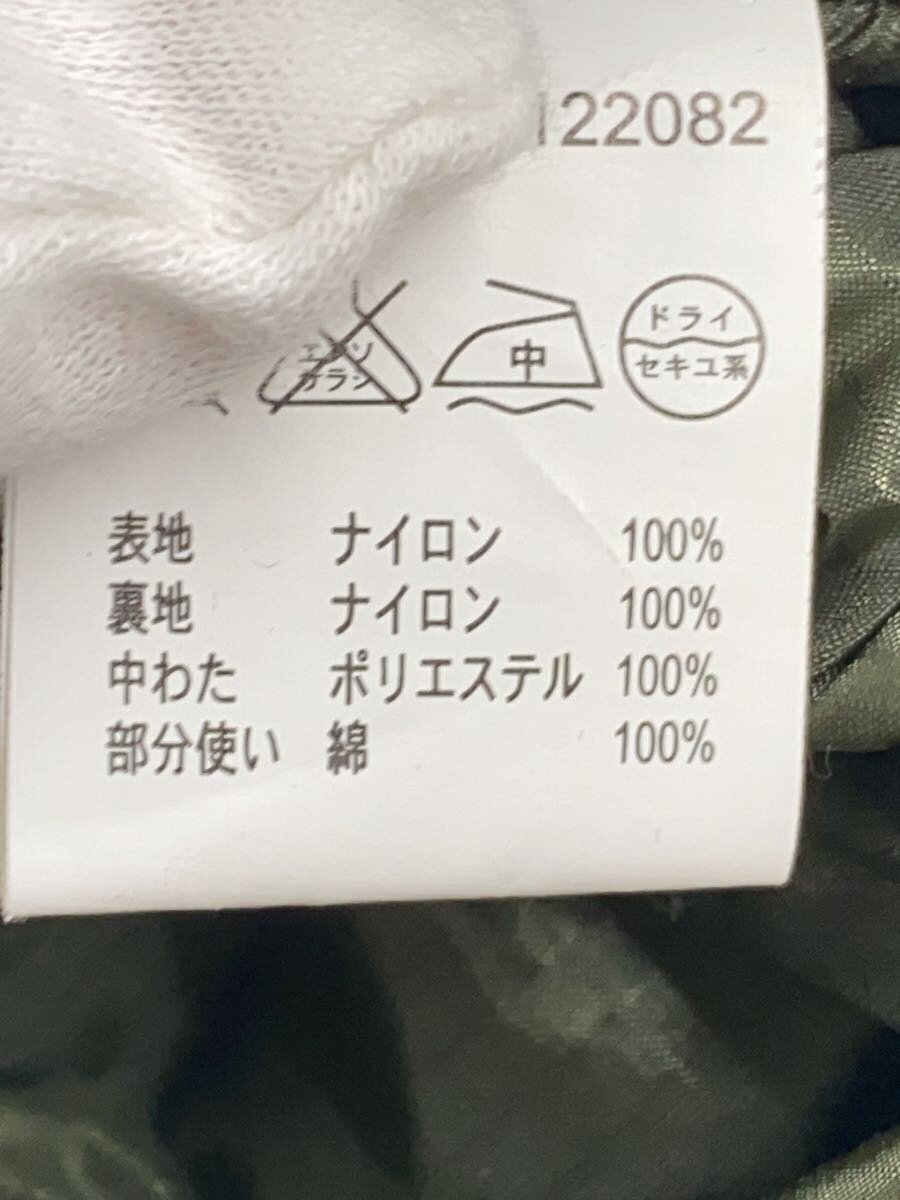 122082
エンソ
サラシ
中
ドライ
セキユ系
表地 ナイロン 100%
裏地 ナイロン 100%
中わた ポリエステル 100%
部分使い 綿 100%